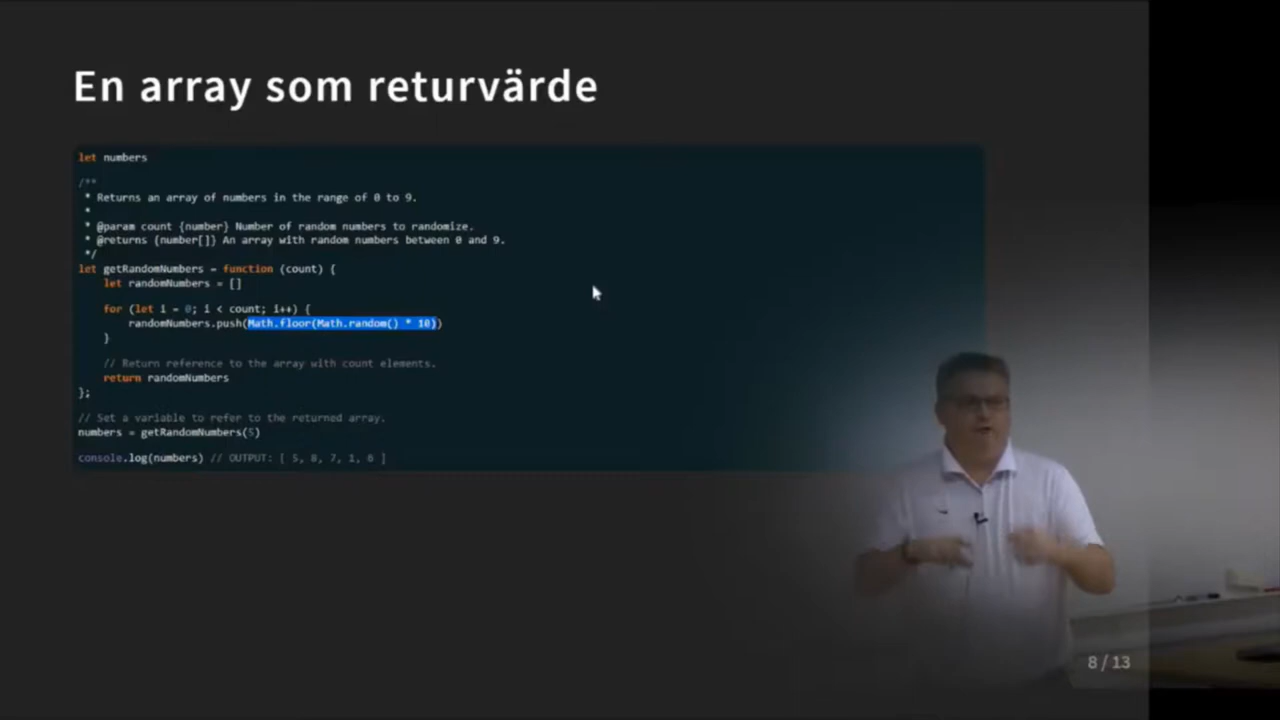 En array som returvärde
let numbers
/**
* Returns an array of numbers in the range of 0 to 9.
*
* @param count {number} Number of random numbers to randomize.
* @returns {number[]} An array with random numbers between 0 and 9.
*/
let getRandomNumbers = function (count) {
let randomNumbers = []
for (let i = 0; i < count; i++) {
randomNumbers.push(Math.floor(Math.random() * 10))
}
// Return reference to the array with count elements.
return randomNumbers
};
// Set a variable to refer to the returned array.
numbers = getRandomNumbers(5)
console.log(numbers) // OUTPUT: [ 5, 8, 7, 1, 6 ]
8 / 13